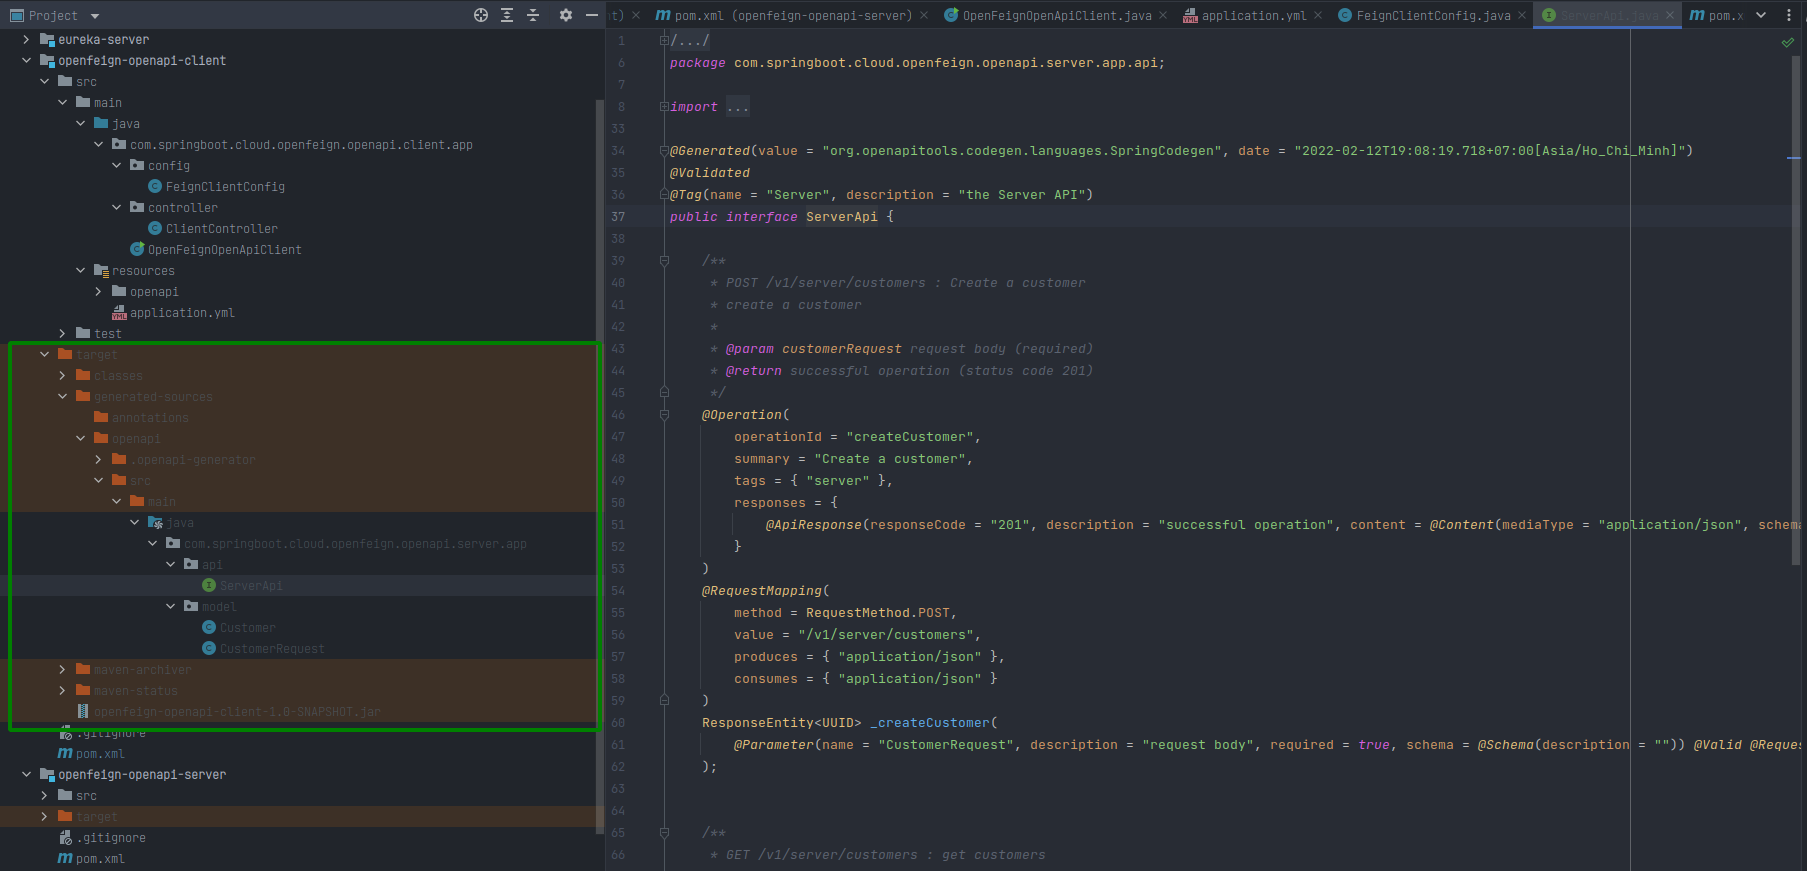 Project
eureka-server
openfeign-openapi-client
src
main
java
com.springboot.cloud.openfeign.openapi.client.app
config
FeignClientConfig
controller
ClientController
OpenFeignOpenApiClient
resources
openapi
application.yml
test
target
classes
generated-sources
annotations
openapi
.openapi-generator
src
main
java
com.springboot.cloud.openfeign.openapi.server.app
api
ServerApi
model
Customer
CustomerRequest
maven-archiver
maven-status
openfeign-openapi-client-1.0-SNAPSHOT.jar
.gitignore
pom.xml
openfeign-openapi-server
src
target
.gitignore
pom.xml
nt) pom.xml (openfeign-openapi-server) OpenFeignOpenApiClient.java application.yml FeignClientConfig.java ServerApi.java pom.x
1 /.../
6 package com.springboot.cloud.openfeign.openapi.server.app.api;
7
8 import ...
33
34 @Generated(value = "org.openapitools.codegen.languages.SpringCodegen", date = "2022-02-12T19:08:19.718+07:00[Asia/Ho_Chi_Minh]")
35 @Validated
36 @Tag(name = "Server", description = "the Server API")
37 public interface ServerApi {
38
39 /**
40 * POST /v1/server/customers : Create a customer
41 * create a customer
42 *
43 * @param customerRequest request body (required)
44 * @return successful operation (status code 201)
45 */
46 @Operation(
47 operationId = "createCustomer",
48 summary = "Create a customer",
49 tags = { "server" },
50 responses = {
51 @ApiResponse(responseCode = "201", description = "successful operation", content = @Content(mediaType = "application/json", schema
52 }
53 )
54 @RequestMapping(
55 method = RequestMethod.POST,
56 value = "/v1/server/customers",
57 produces = { "application/json" },
58 consumes = { "application/json" }
59 )
60 ResponseEntity<UUID> _createCustomer(
61 @Parameter(name = "CustomerRequest", description = "request body", required = true, schema = @Schema(description = "")) @Valid @Reques
62 );
63
64
65 /**
66 * GET /v1/server/customers : get customers